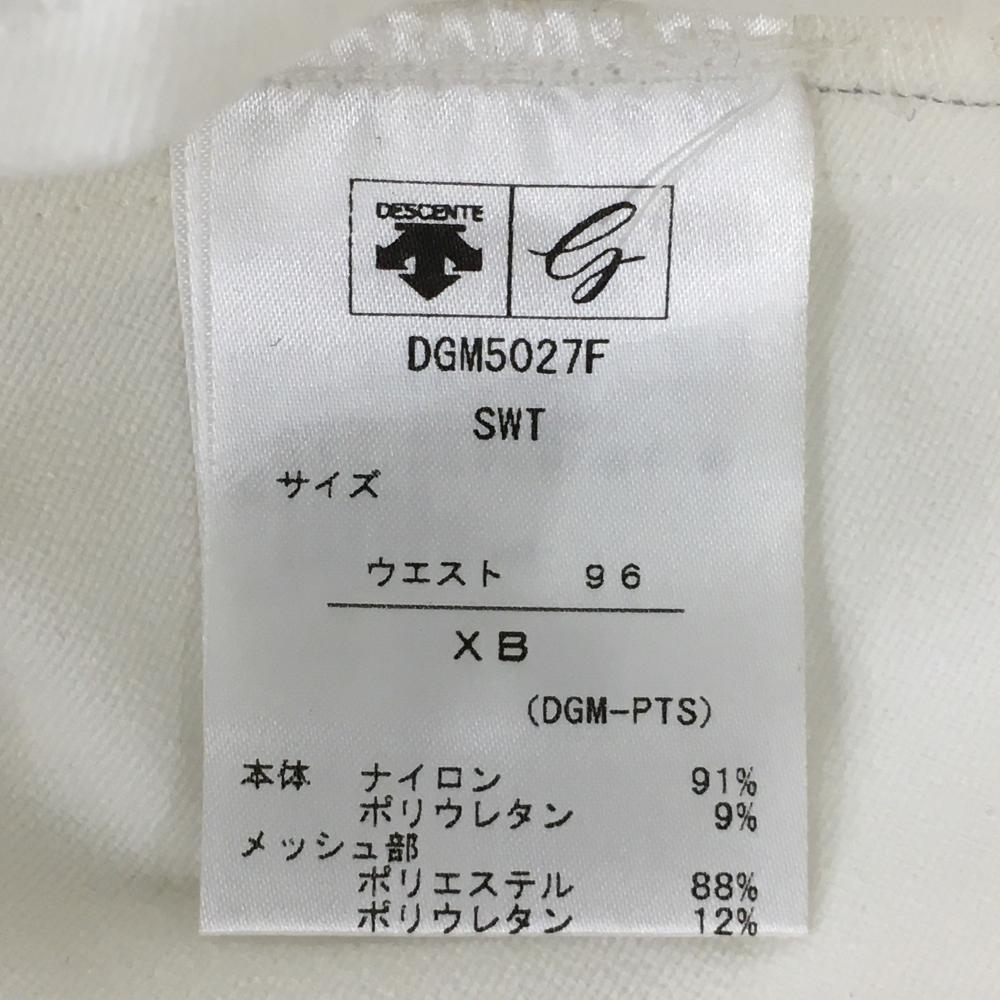 DESCENTE G
DGM5027F
SWT
サイズ
ウエスト 96
XB
(DGM-PTS)
本体 ナイロン 91%
ポリウレタン 9%
メッシュ部
ポリエステル 88%
ポリウレタン 12%